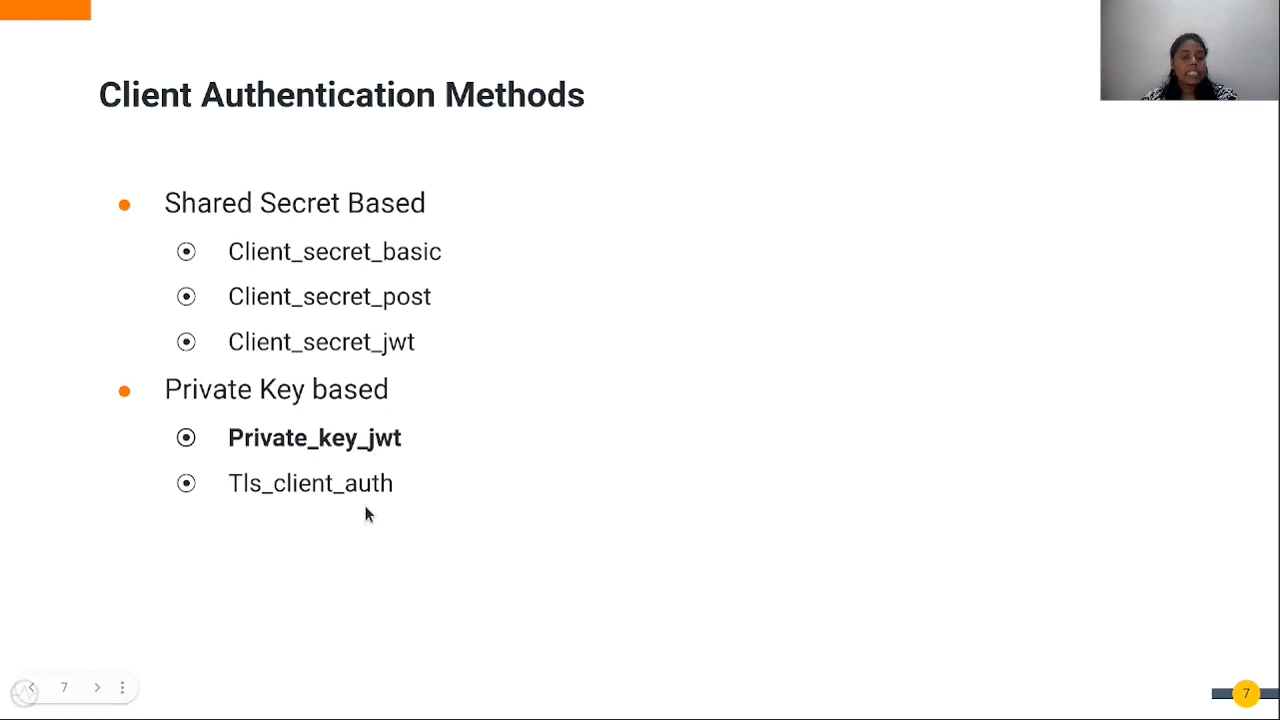 Client Authentication Methods
Shared Secret Based
Client_secret_basic
Client_secret_post
Client_secret_jwt
Private Key based
Private_key_jwt
Tls_client_auth
7
7